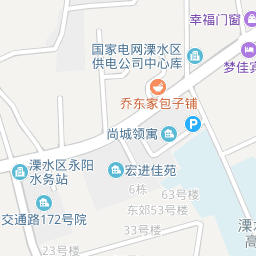 幸福门窗
国家电网溧水区
供电公司中心库
梦佳宾
乔东家包子铺
尚城领寓
P
溧水区永阳
水务站
宏进佳苑
6栋
63号楼
交通路172号院
东郊53号楼
33号楼
23号楼
溧水
高